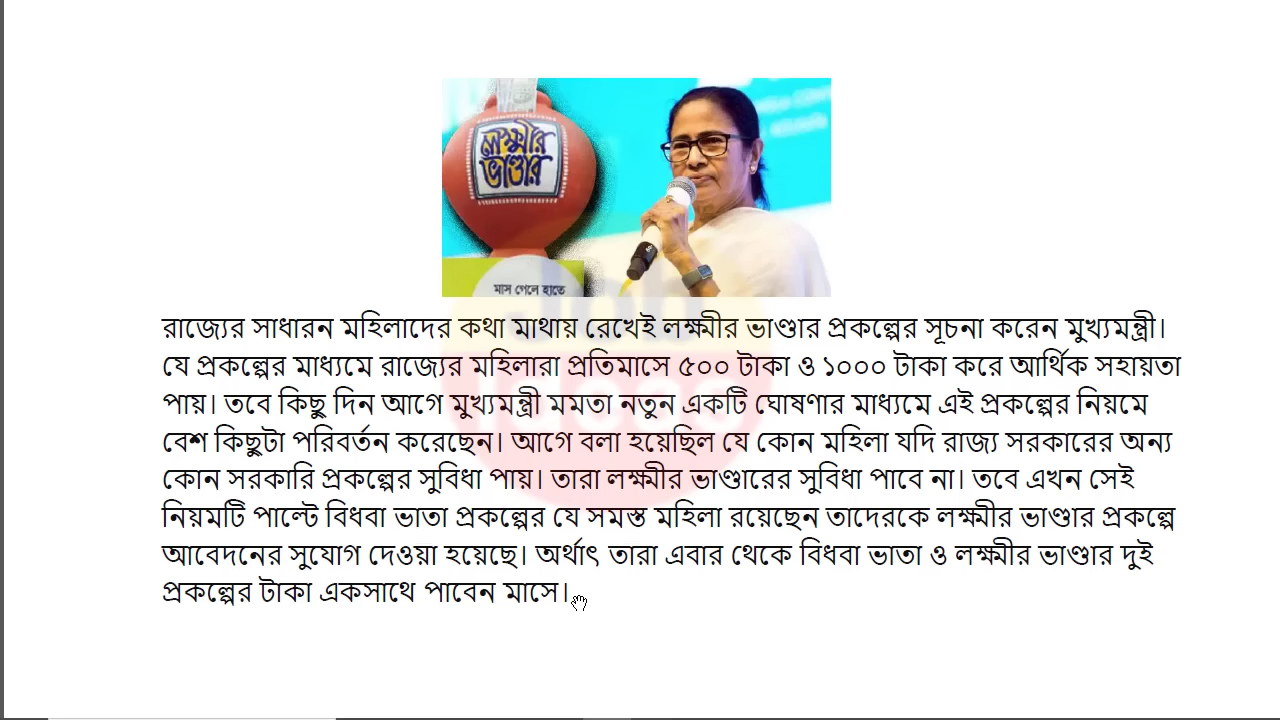 লক্ষ্মীর
ভাণ্ডার
মাস গেলে হাতে
রাজ্যের সাধারন মহিলাদের কথা মাথায় রেখেই লক্ষ্মীর ভাণ্ডার প্রকল্পের সূচনা করেন মুখ্যমন্ত্রী।
যে প্রকল্পের মাধ্যমে রাজ্যের মহিলারা প্রতিমাসে ৫০০ টাকা ও ১০০০ টাকা করে আর্থিক সহায়তা
পায়। তবে কিছু দিন আগে মুখ্যমন্ত্রী মমতা নতুন একটি ঘোষণার মাধ্যমে এই প্রকল্পের নিয়মে
বেশ কিছুটা পরিবর্তন করেছেন। আগে বলা হয়েছিল যে কোন মহিলা যদি রাজ্য সরকারের অন্য
কোন সরকারি প্রকল্পের সুবিধা পায়। তারা লক্ষ্মীর ভাণ্ডারের সুবিধা পাবে না। তবে এখন সেই
নিয়মটি পাল্টে বিধবা ভাতা প্রকল্পের যে সমস্ত মহিলা রয়েছেন তাদেরকে লক্ষ্মীর ভাণ্ডার প্রকল্পে
আবেদনের সুযোগ দেওয়া হয়েছে। অর্থাৎ তারা এবার থেকে বিধবা ভাতা ও লক্ষ্মীর ভাণ্ডার দুই
প্রকল্পের টাকা একসাথে পাবেন মাসে।
Job
Ideas